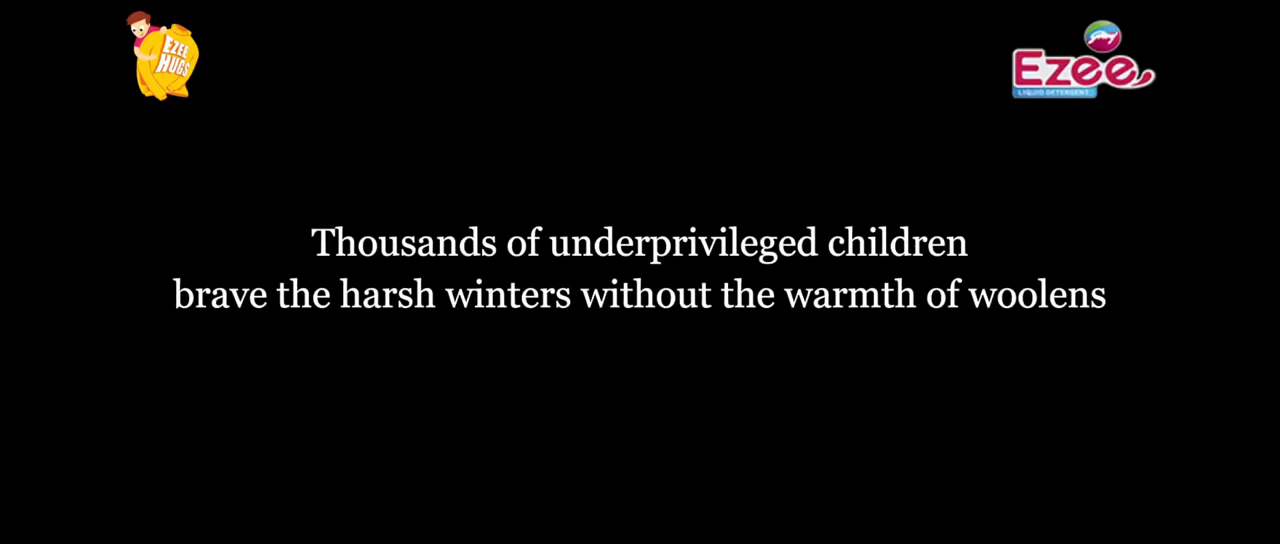 EZEE
HUGS
Ezee
LIQUID DETERGENT
Thousands of underprivileged children
brave the harsh winters without the warmth of woolens